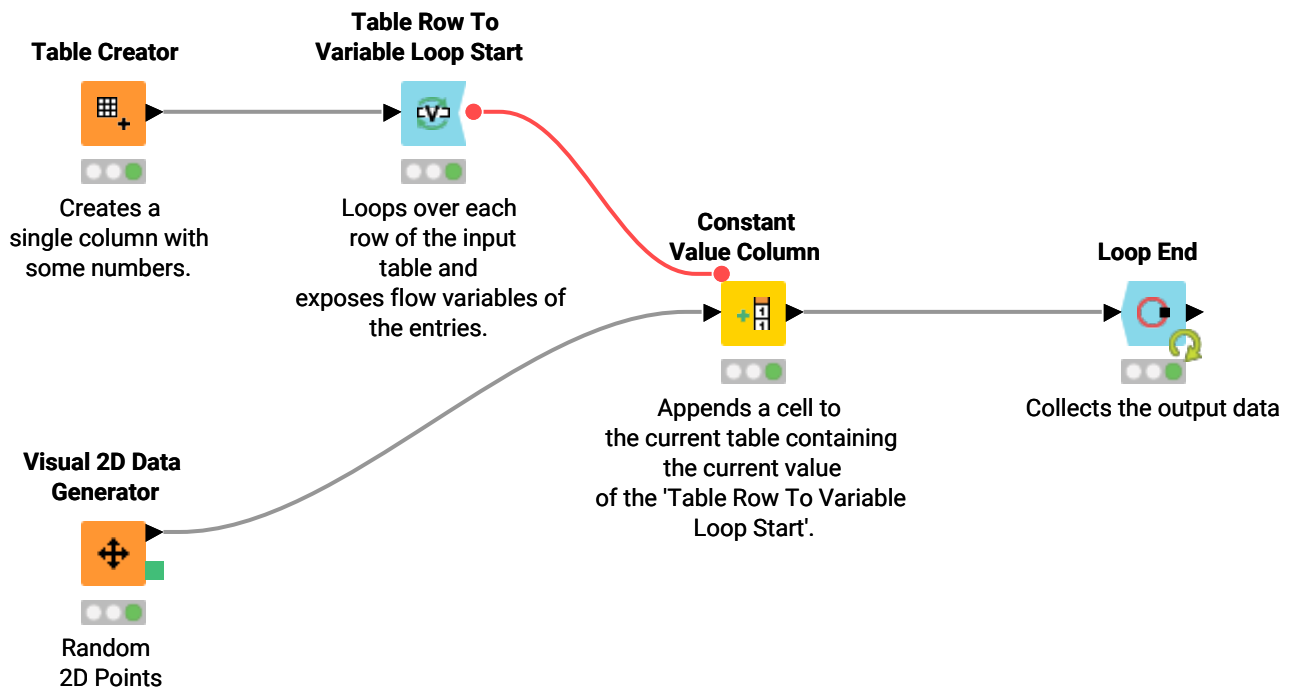 Table Creator
Creates a
single column with
some numbers.
Table Row To
Variable Loop Start
V
Loops over each
row of the input
table and
exposes flow variables of
the entries.
Constant
Value Column
1
1
Appends a cell to
the current table containing
the current value
of the 'Table Row To Variable
Loop Start'.
Loop End
Collects the output data
Visual 2D Data
Generator
Random
2D Points